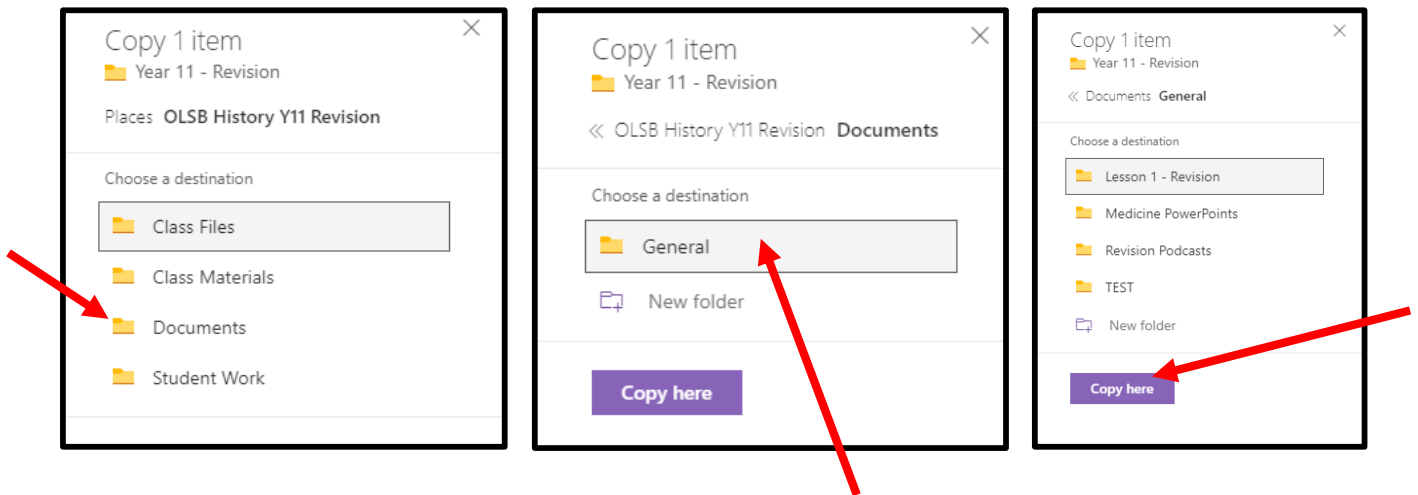 Copy 1 item
Year 11 - Revision
Places OLSB History Y11 Revision
Choose a destination
Class Files
Class Materials
Documents
Student Work
Copy 1 item
Year 11 - Revision
OLSB History Y11 Revision Documents
Choose a destination
General
New folder
Copy here
Copy 1 item
Year 11 - Revision
Documents General
Choose a destination
Lesson 1 - Revision
Medicine PowerPoints
Revision Podcasts
TEST
New folder
Copy here